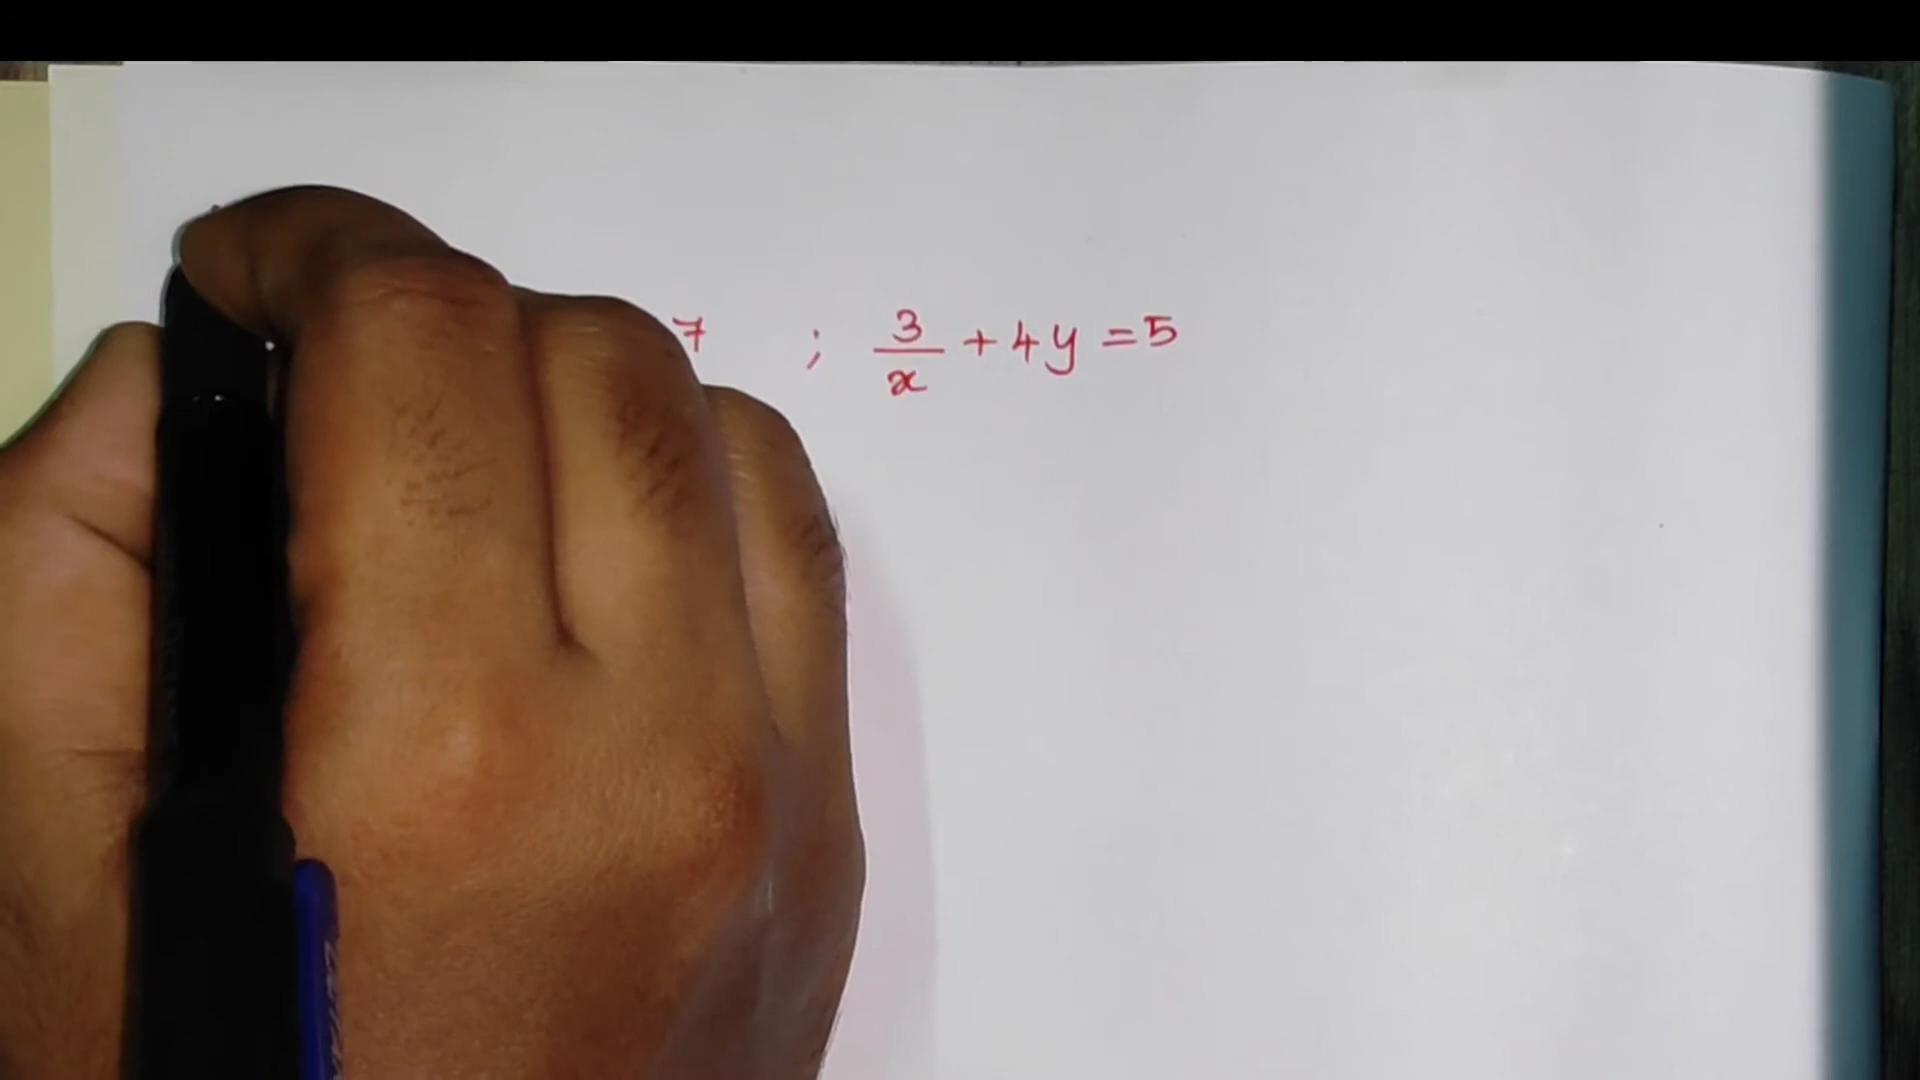 7 ; 3/x + 4y = 5